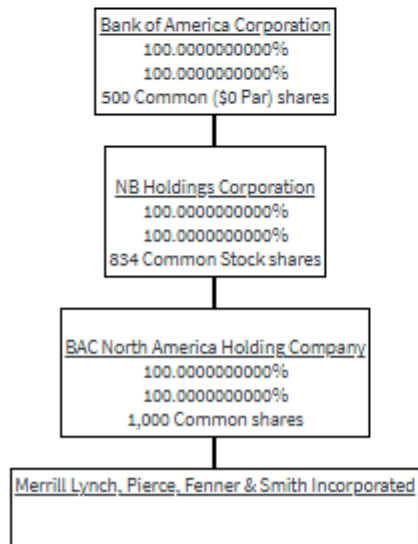 Bank of America Corporation
100.0000000000%
100.0000000000%
500 Common ($0 Par) shares
NB Holdings Corporation
100.0000000000%
100.0000000000%
834 Common Stock shares
BAC North America Holding Company
100.0000000000%
100.0000000000%
1,000 Common shares
Merrill Lynch, Pierce, Fenner & Smith Incorporated